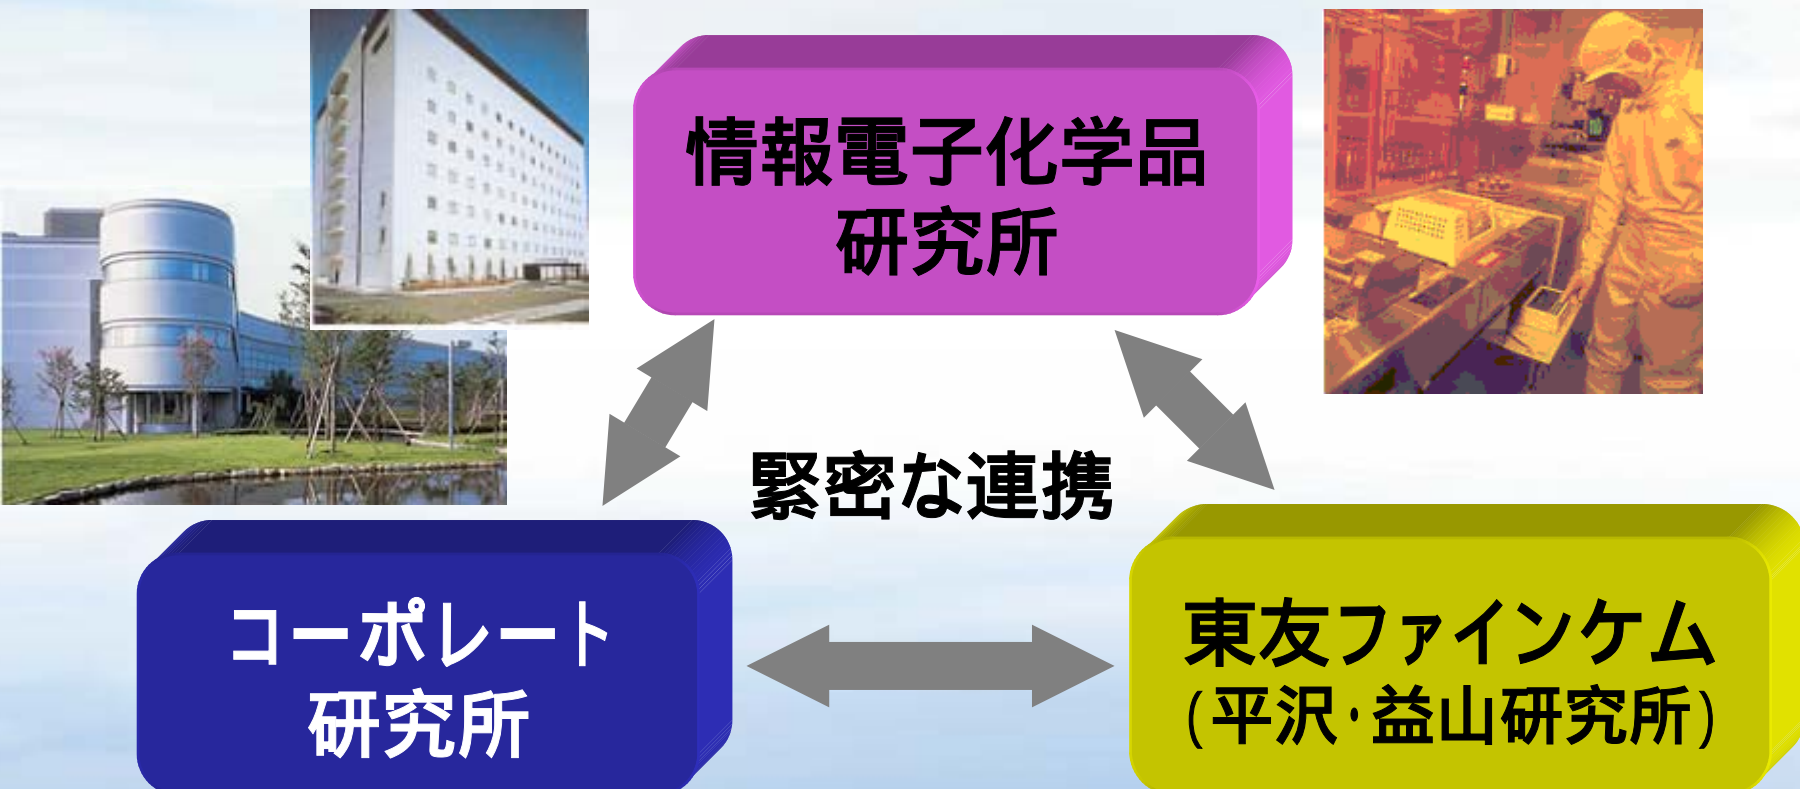 情報電子化学品
研究所
緊密な連携
コーポレート
研究所
東友ファインケム
(平沢・益山研究所)